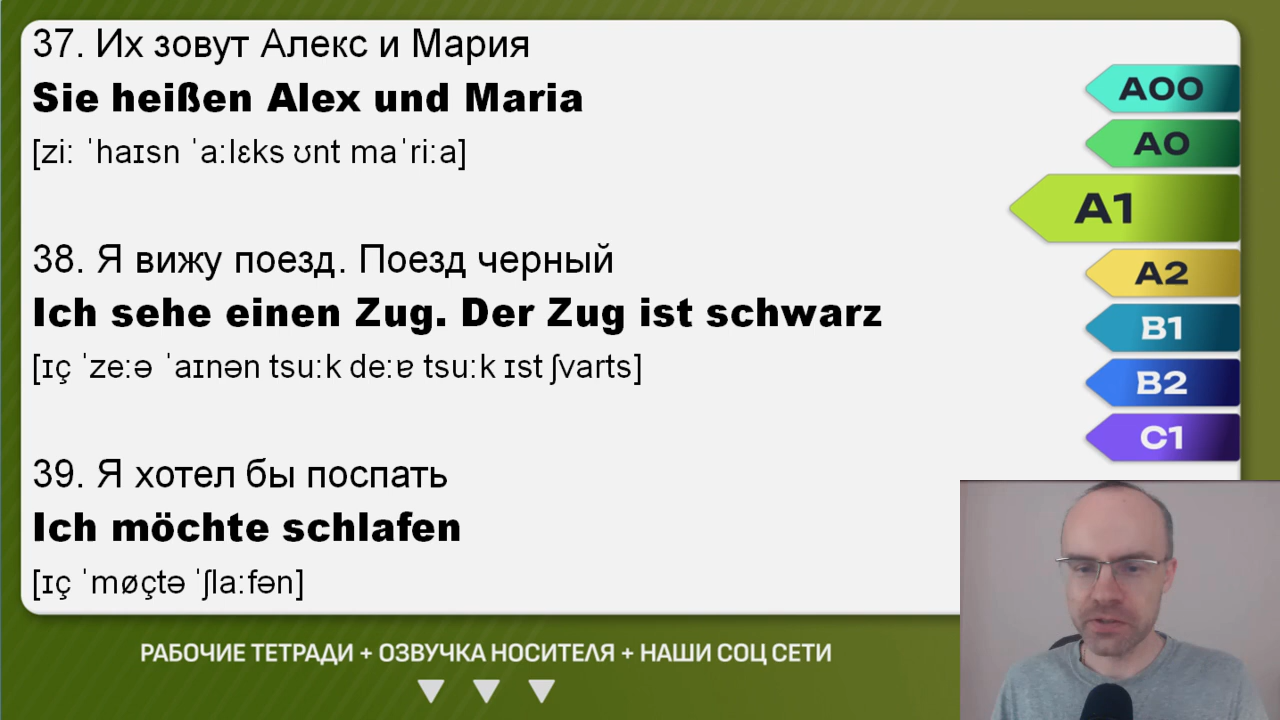 37. Их зовут Алекс и Мария
Sie heißen Alex und Maria
[ziː ˈhaɪsn ˈaːlɛks ʊnt maˈriːa]
38. Я вижу поезд. Поезд черный
Ich sehe einen Zug. Der Zug ist schwarz
[ɪç ˈzeːə ˈaɪnən tsuːk deːɐ tsuːk ɪst ʃvarts]
39. Я хотел бы поспать
Ich möchte schlafen
[ɪç ˈmøçtə ˈʃlaːfən]
A00
A0
A1
A2
B1
B2
C1
РАБОЧИЕ ТЕТРАДИ + ОЗВУЧКА НОСИТЕЛЯ + НАШИ СОЦ СЕТИ